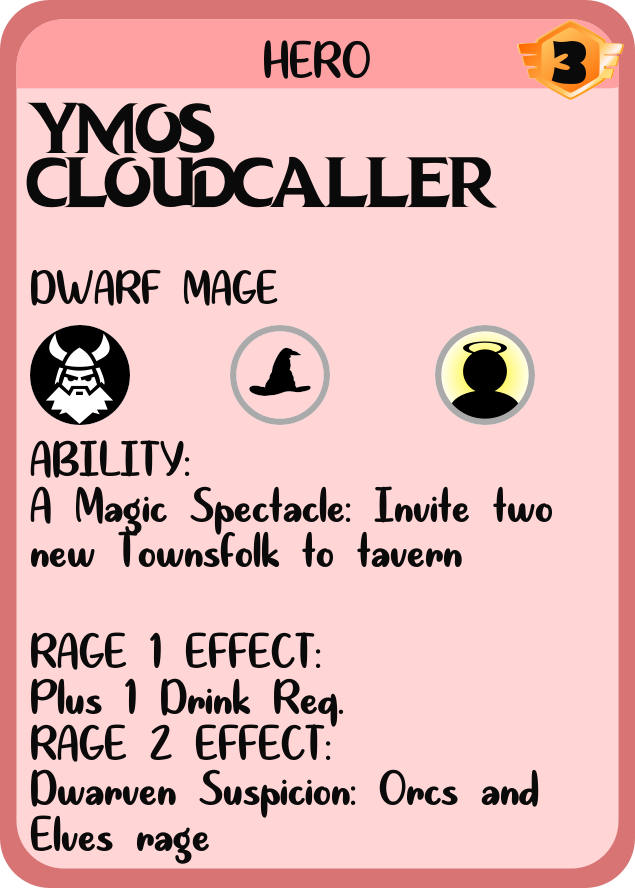 HERO
3
YMOS
CLOUDCALLER
DWARF MAGE
ABILITY:
A Magic Spectacle: Invite two
new Townsfolk to tavern
RAGE 1 EFFECT:
Plus 1 Drink Req.
RAGE 2 EFFECT:
Dwarven Suspicion: Orcs and
Elves rage